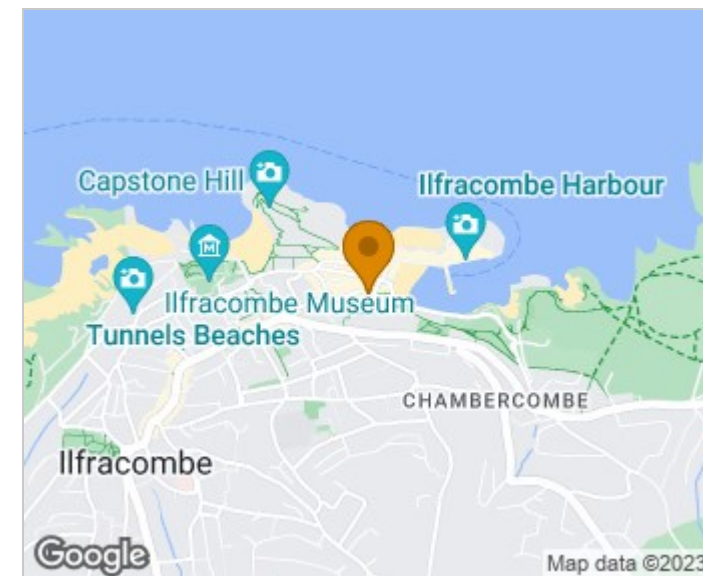 Capstone Hill
Ilfracombe Harbour
Ilfracombe Museum
Tunnels Beaches
CHAMBERCOMBE
Ilfracombe
Google
Map data ©2023